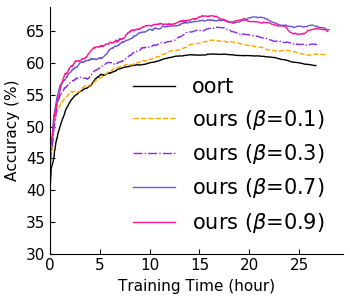 65
60
55
50
45
40
35
30
0 5 10 15 20 25
Accuracy (%)
Training Time (hour)
oort
ours (β=0.1)
ours (β=0.3)
ours (β=0.7)
ours (β=0.9)